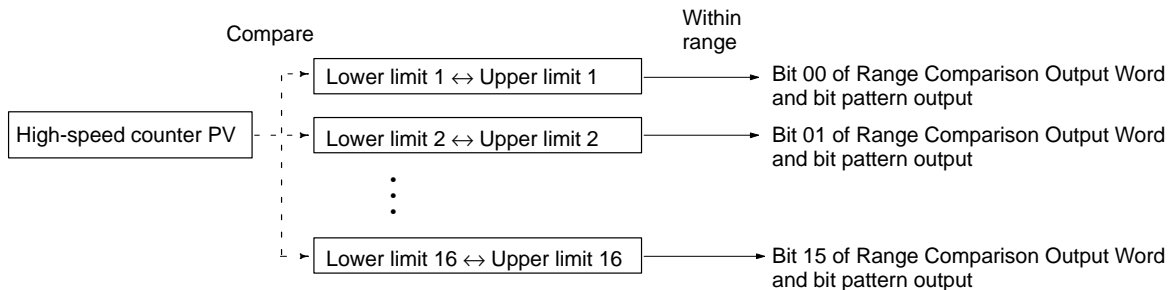 Compare
Within
range
Lower limit 1 ↔ Upper limit 1
Bit 00 of Range Comparison Output Word
and bit pattern output
High-speed counter PV
Lower limit 2 ↔ Upper limit 2
Bit 01 of Range Comparison Output Word
and bit pattern output
Lower limit 16 ↔ Upper limit 16
Bit 15 of Range Comparison Output Word
and bit pattern output